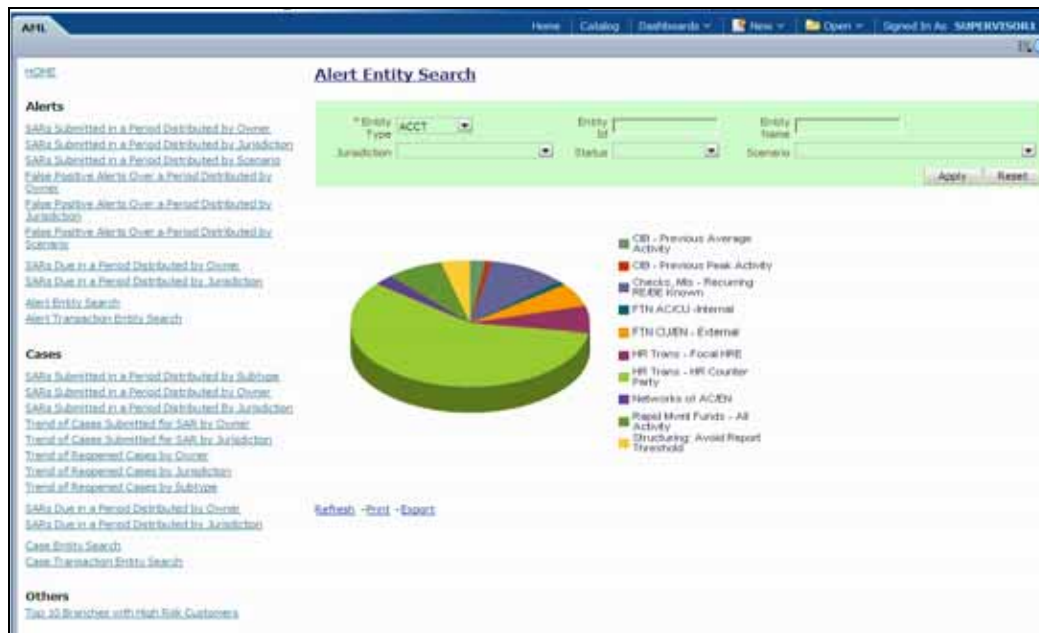 AML
Home
Catalog
Dashboards
New
Open
Signed In As SUPERVISOR1
HOME
Alert Entity Search
Alerts
SARs Submitted in a Period Distributed by Owner
SARs Submitted in a Period Distributed by Jurisdiction
SARs Submitted in a Period Distributed by Scenario
False Positive Alerts Over a Period Distributed by
Owner
False Positive Alerts Over a Period Distributed by
Jurisdiction
False Positive Alerts Over a Period Distributed by
Scenario
SARs Due in a Period Distributed by Owner
SARs Due in a Period Distributed by Jurisdiction
Alert Entity Search
Alert Transaction Entity Search
Cases
SARs Submitted in a Period Distributed by Subtype
SARs Submitted in a Period Distributed by Owner
SARs Submitted in a Period Distributed By Jurisdiction
Trend of Cases Submitted for SAR by Owner
Trend of Cases Submitted for SAR by Jurisdiction
Trend of Reopened Cases by Owner
Trend of Reopened Cases by Jurisdiction
Trend of Reopened Cases by Subtype
SARs Due in a Period Distributed by Owner
SARs Due in a Period Distributed by Jurisdiction
Case Entity Search
Case Transaction Entity Search
Others
Top 10 Branches with High Risk Customers
* Entity
Type
ACCT
Entity
Id
Entity
Name
Jurisdiction
Status
Scenario
Apply
Reset
CIB - Previous Average
Activity
CIB - Previous Peak Activity
Checks, MIs - Recurring
RE/BE Known
FTN AC/CU -Internal
FTN CU/EN - External
HR Trans - Focal HRE
HR Trans - HR Counter
Party
Networks of AC/EN
Rapid Mvmt Funds - All
Activity
Structuring: Avoid Report
Threshold
Refresh - Print - Export